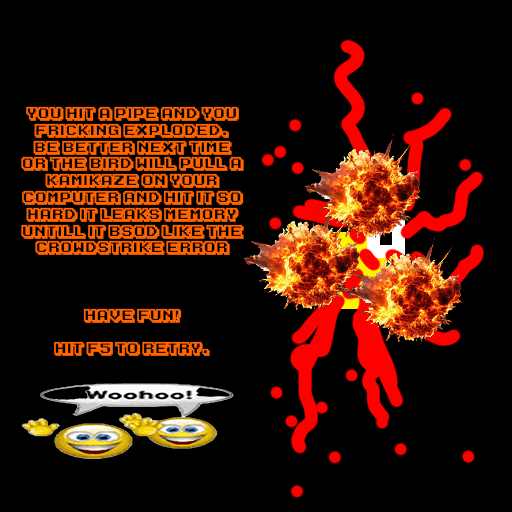 YOU HIT A PIPE AND YOU
FRICKING EXPLODED.
BE BETTER NEXT TIME
OR THE BIRD WILL PULL A
KAMIKAZE ON YOUR
COMPUTER AND HIT IT SO
HARD IT LEAKS MEMORY
UNTILL IT BSOD LIKE THE
CROWDSTRIKE ERROR
HAVE FUN!
HIT F5 TO RETRY.
Woohoo!